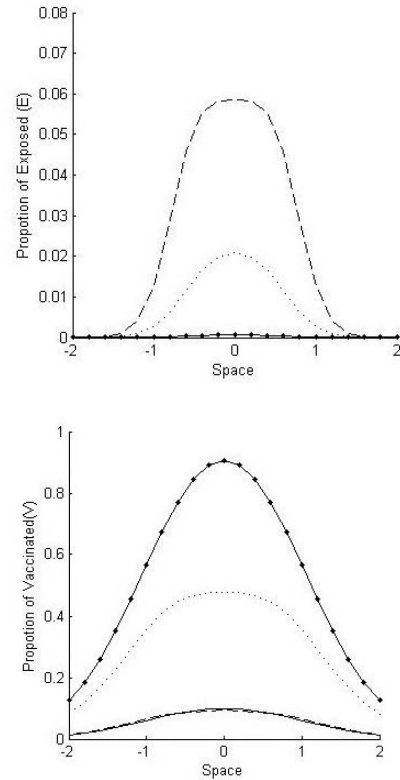 0.08
0.07
0.06
0.05
0.04
0.03
0.02
0.01
0
Propotion of Exposed (E)
-2 -1 0 1 2
Space
1
0.8
0.6
0.4
0.2
0
Propotion of Vaccinated(V)
-2 -1 0 1 2
Space